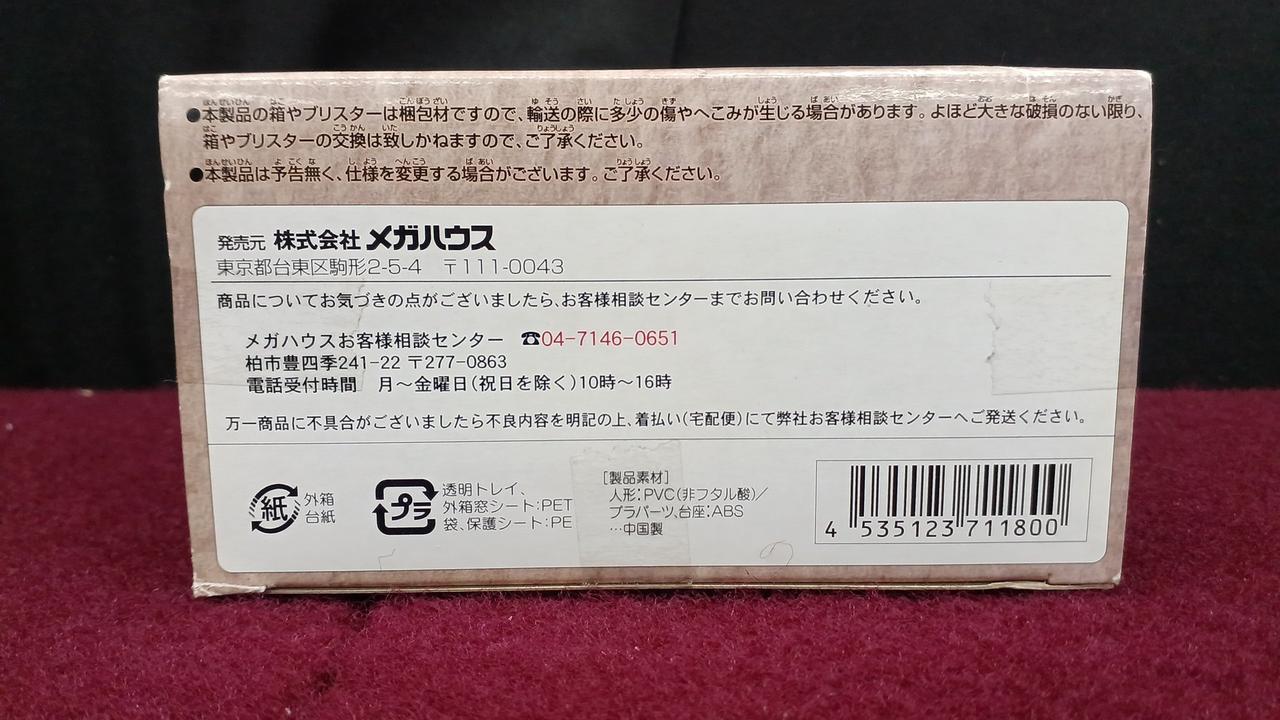 ●本製品の箱やブリスターは梱包材ですので、輸送の際に多少の傷やへこみが生じる場合があります。よほど大きな破損のない限り、
箱やブリスターの交換は致しかねますので、ご了承ください。
●本製品は予告無く、仕様を変更する場合がございます。ご了承ください。
発売元 株式会社 メガハウス
東京都台東区駒形2-5-4 〒111-0043
商品についてお気づきの点がございましたら、お客様相談センターまでお問い合わせください。
メガハウスお客様相談センター ☎04-7146-0651
柏市豊四季241-22 〒277-0863
電話受付時間 月〜金曜日(祝日を除く)10時〜16時
万一商品に不具合がございましたら不良内容を明記の上、着払い(宅配便)にて弊社お客様相談センターへご発送ください。
紙 外箱
台紙
プラ 透明トレイ、
外箱窓シート:PET
袋、保護シート:PE
[製品素材]
人形:PVC(非フタル酸)/
プラパーツ、台座:ABS
…中国製
4 535123 711800